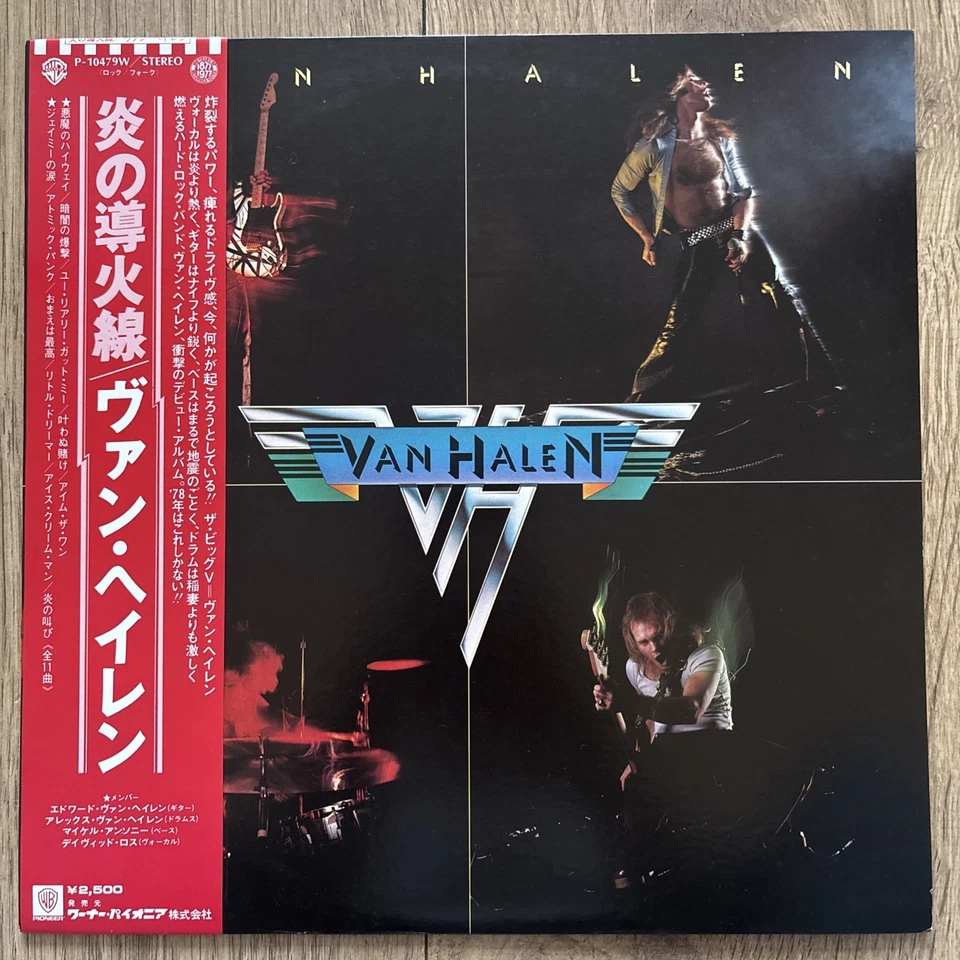 炎の導火線 ヴァン・ヘイレン
P-10479W/STEREO
(ロック/フォーク)
1877 1977
炸裂するパワー、痺れるドライヴ感、今、何かが起ころうとしている!! ザ・ビッグV=ヴァン・ヘイレン
ヴォーカルは炎より熱く、ギターはナイフより鋭く、ベースはまるで地震のごとく、ドラムは稲妻よりも激しく
燃えるハード・ロック・バンド、ヴァン・ヘイレン、衝撃のデビュー・アルバム。'78年はこれしかない!!
炎の導火線/ヴァン・ヘイレン
★悪魔のハイウェイ/暗闇の爆撃/ユー・リアリー・ガット・ミー/叶わぬ賭け/アイム・ザ・ワン
★ジェイミーの涙/アトミック・パンク/おまえは最高/リトル・ドリーマー/アイス・クリーム・マン/炎の叫び《全11曲》
★メンバー
エドワード・ヴァン・ヘイレン(ギター)
アレックス・ヴァン・ヘイレン(ドラムス)
マイケル・アンソニー(ベース)
デイヴィッド・ロス(ヴォーカル)
¥2,500
発売元
ワーナー・パイオニア株式会社
WB
PIONEER
N HALEN
VAN HALEN